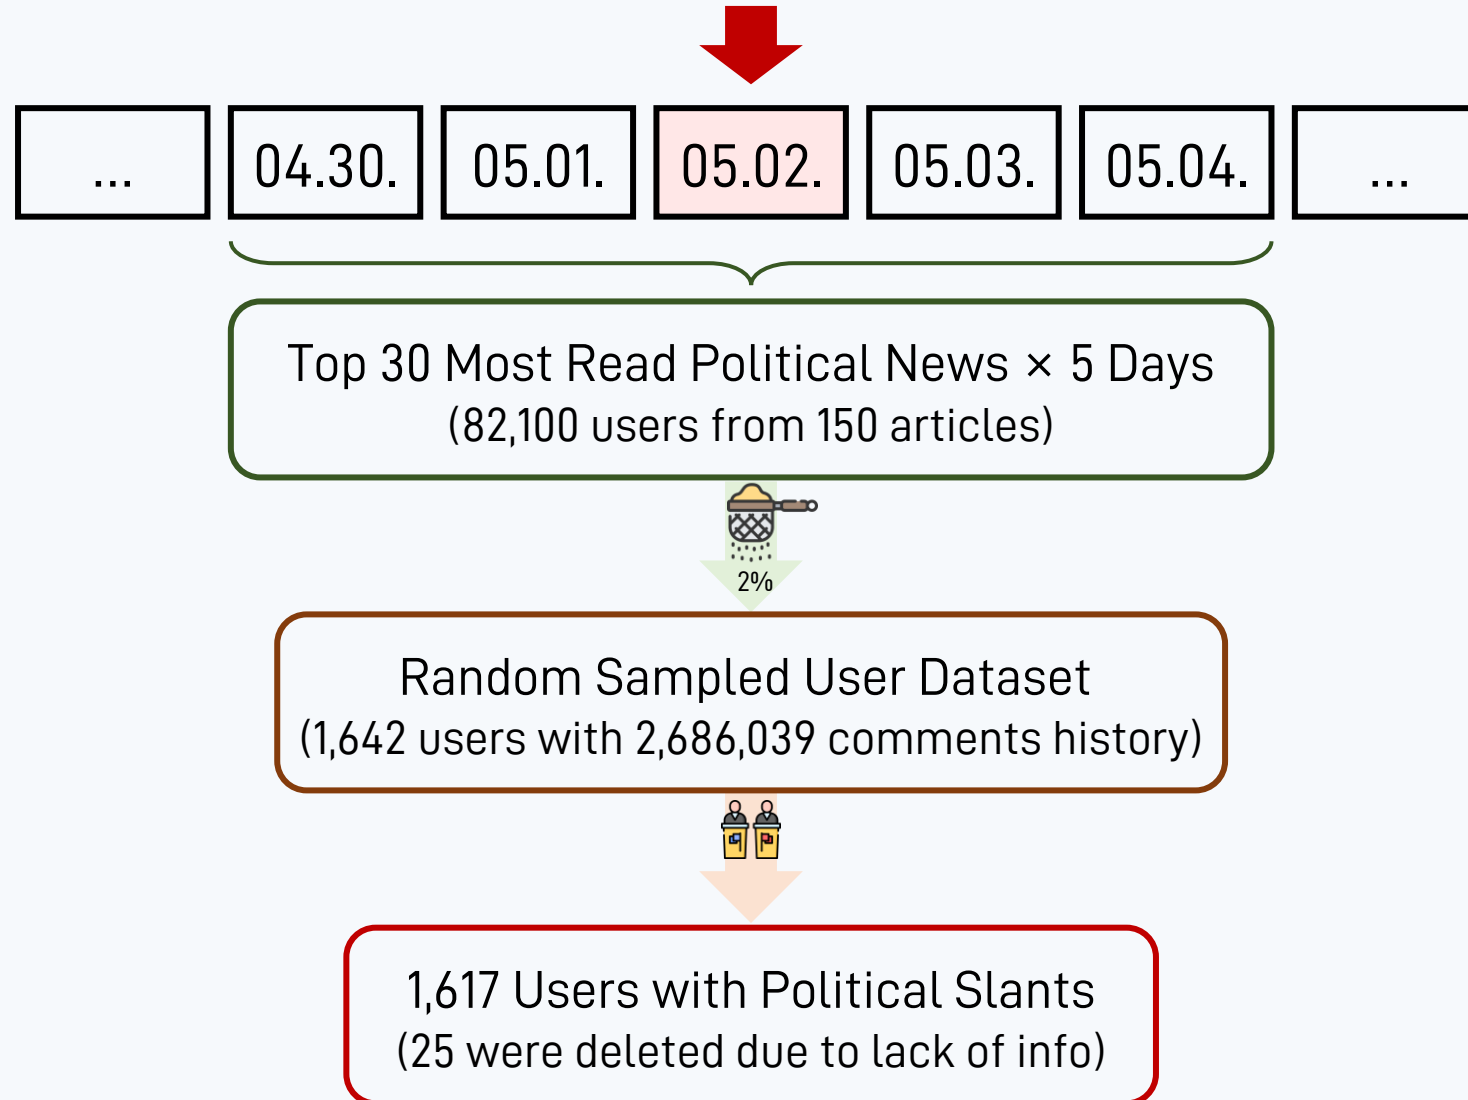 ... 04.30. 05.01. 05.02. 05.03. 05.04. ...
Top 30 Most Read Political News × 5 Days
(82,100 users from 150 articles)
2%
Random Sampled User Dataset
(1,642 users with 2,686,039 comments history)
1,617 Users with Political Slants
(25 were deleted due to lack of info)